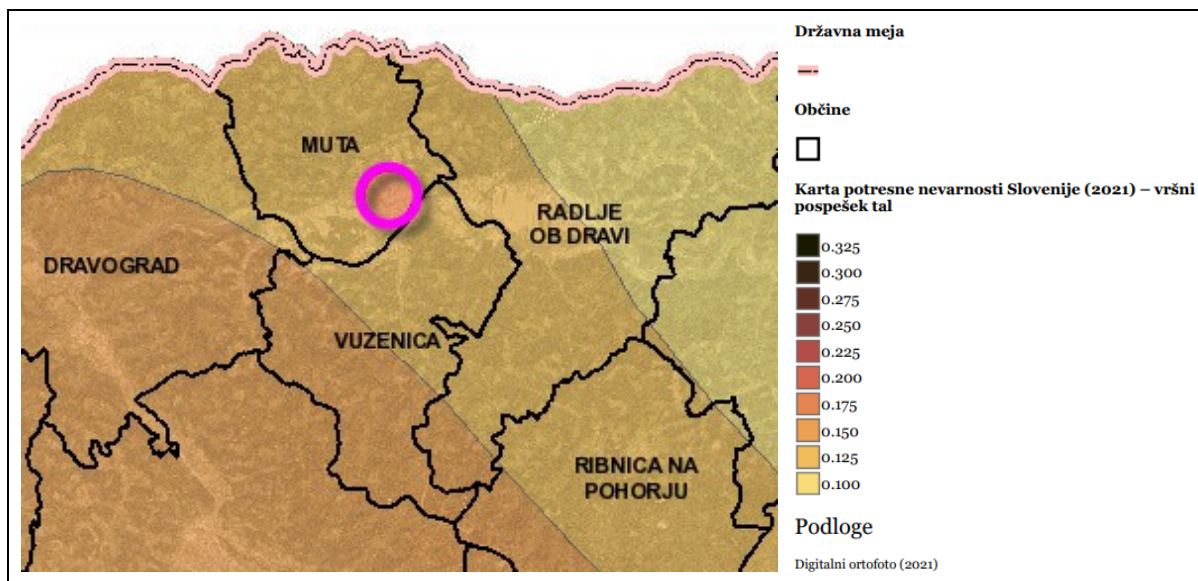 MUTA
RADLJE
OB DRAVI
DRAVOGRAD
VUZENICA
RIBNICA NA
POHORJU
Državna meja
Občine
Karta potresne nevarnosti Slovenije (2021) – vršni
pospešek tal
0.325
0.300
0.275
0.250
0.225
0.200
0.175
0.150
0.125
0.100
Podloge
Digitalni ortofoto (2021)